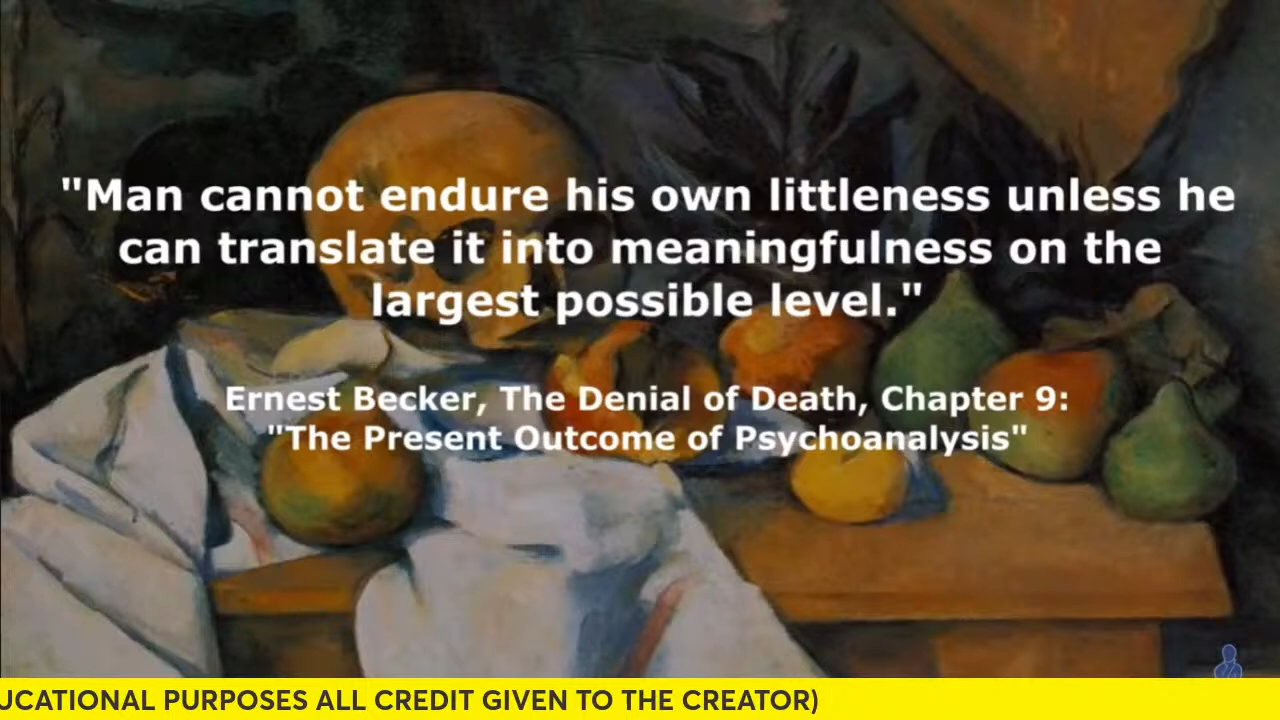 "Man cannot endure his own littleness unless he
can translate it into meaningfulness on the
largest possible level."
Ernest Becker, The Denial of Death, Chapter 9:
"The Present Outcome of Psychoanalysis"
UCATIONAL PURPOSES ALL CREDIT GIVEN TO THE CREATOR)